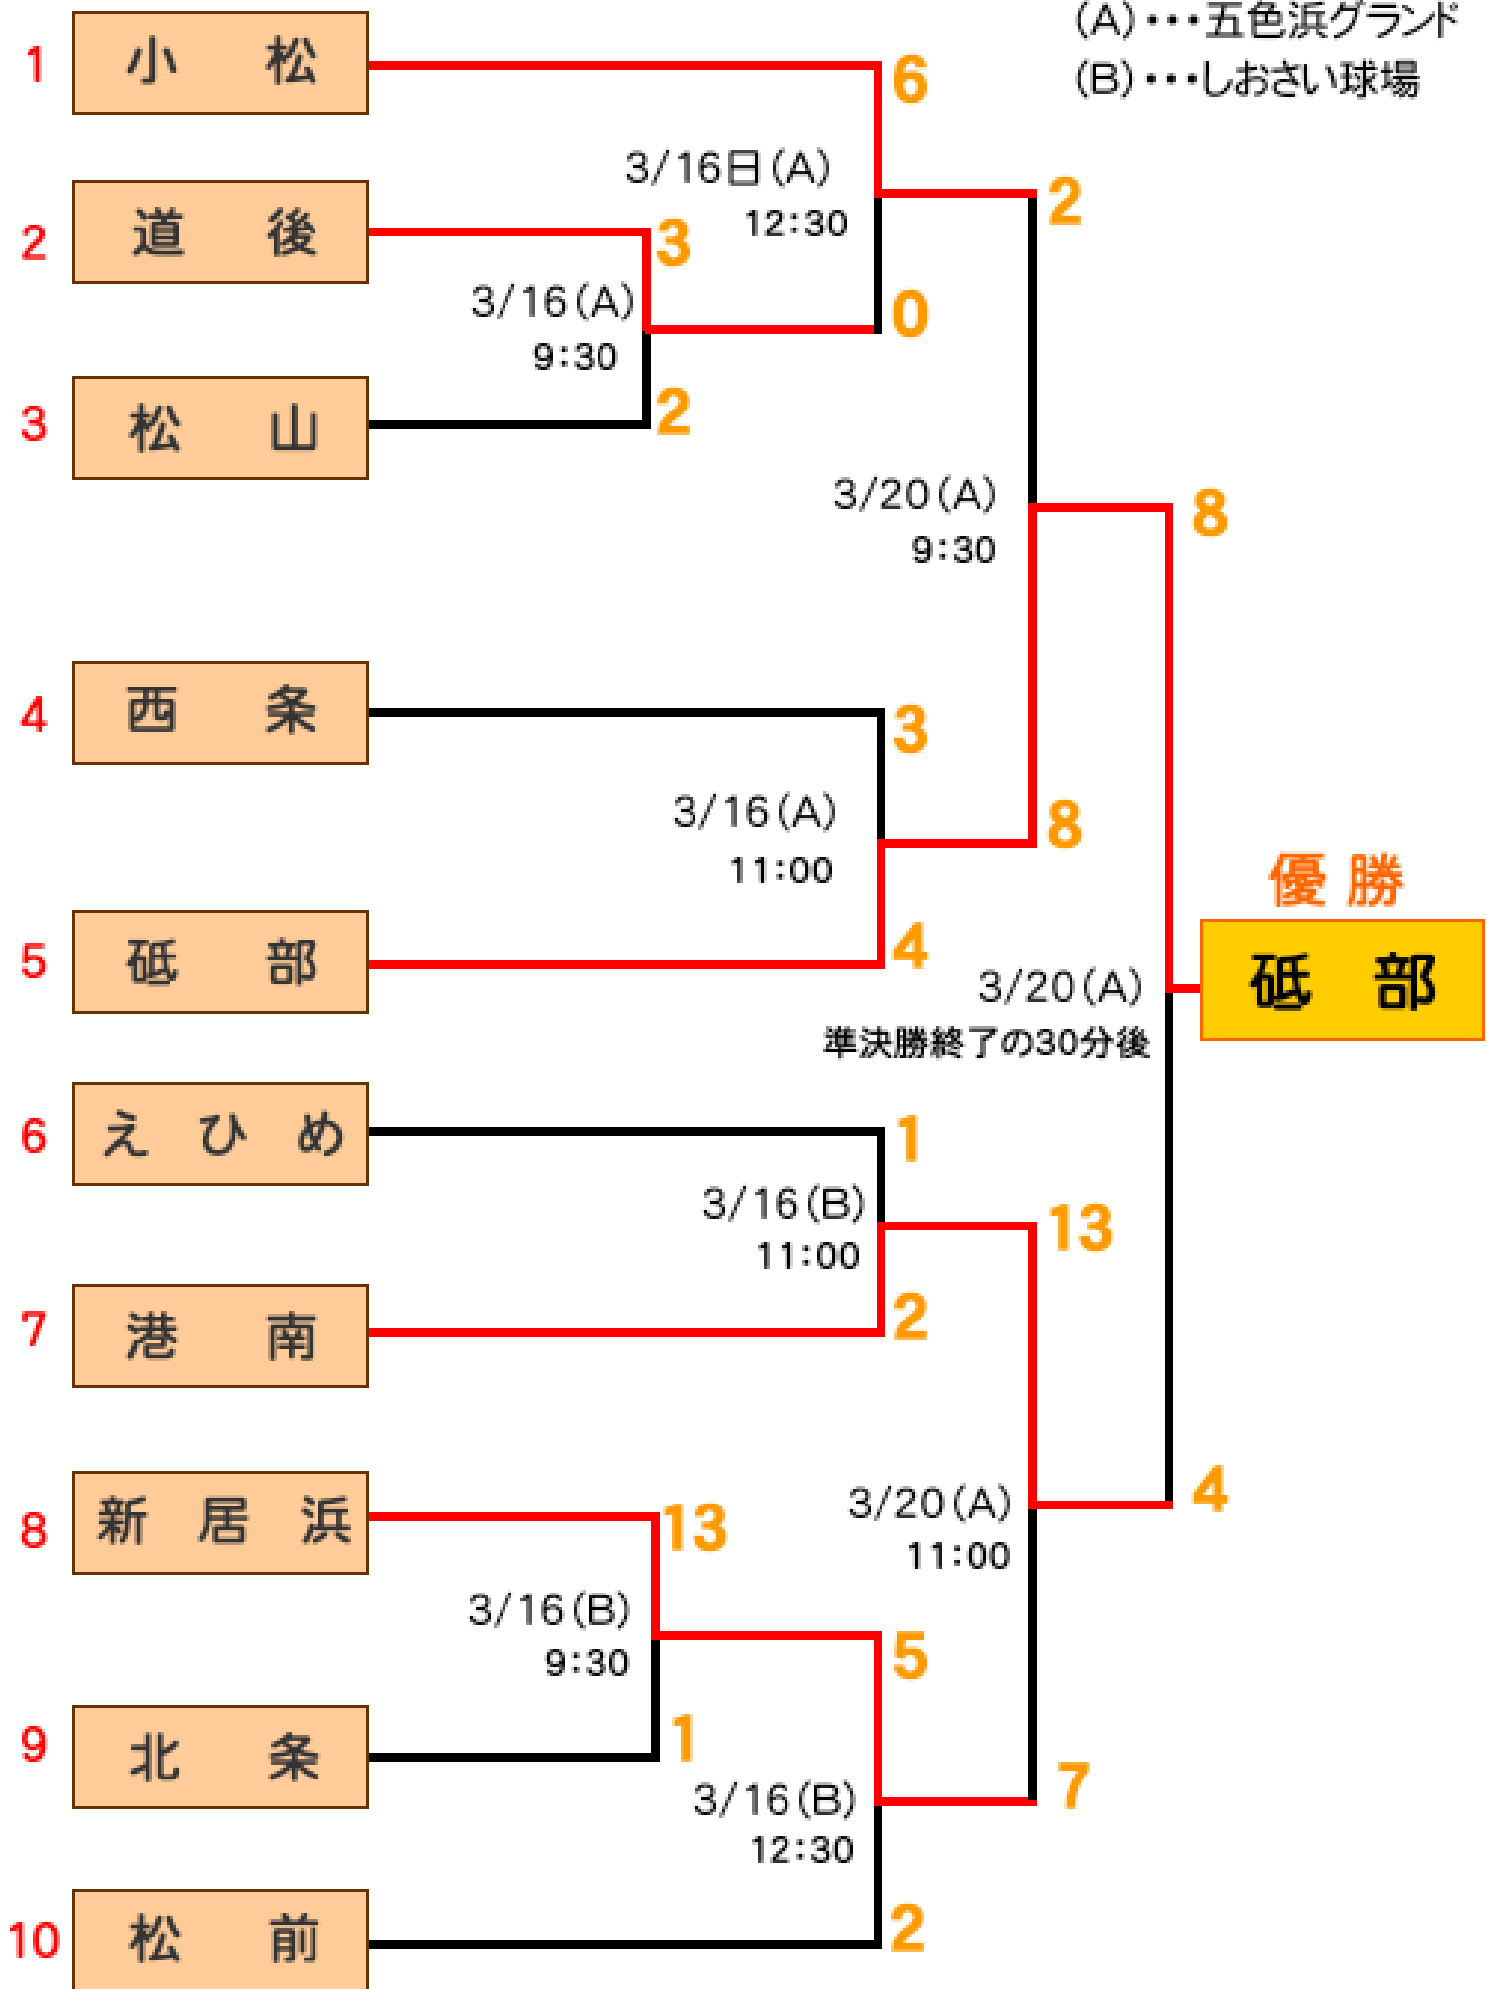 (A)・・・五色浜グランド
1
小 松
6
(B)・・・しおさい球場
3/16日(A)
12:30
2
2
道 後
3
3/16(A)
9:30
0
3
松 山
2
3/20(A)
9:30
8
4
西 条
3
3/16(A)
11:00
8
優 勝
5
砥 部
4
3/20(A)
準決勝終了の30分後
砥 部
6
えひめ
1
3/16(B)
11:00
13
7
港 南
2
3/20(A)
11:00
4
8
新 居 浜
13
3/16(B)
9:30
5
9
北 条
1
3/16(B)
12:30
7
10
松 前
2